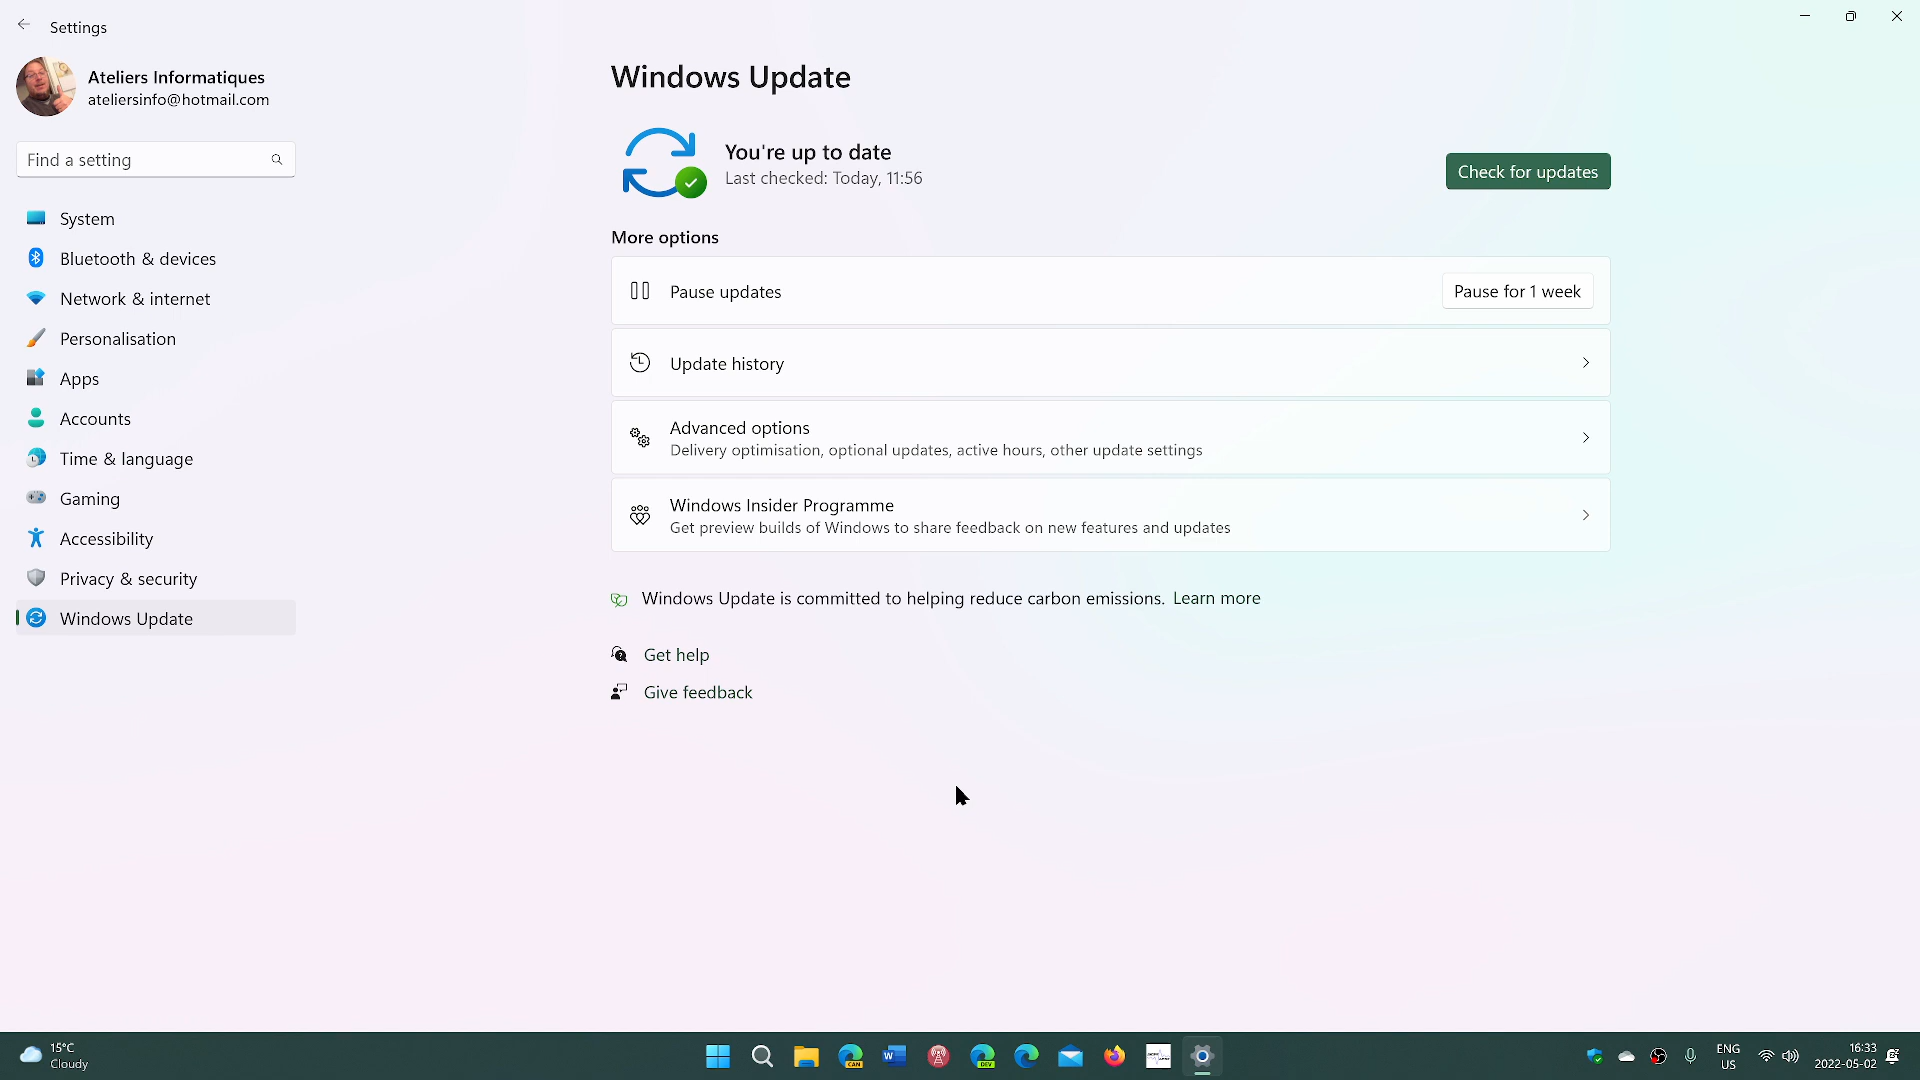 Settings
Ateliers Informatiques
ateliersinfo@hotmail.com
Find a setting
System
Bluetooth & devices
Network & internet
Personalisation
Apps
Accounts
Time & language
Gaming
Accessibility
Privacy & security
Windows Update
Windows Update
You're up to date
Last checked: Today, 11:56
Check for updates
More options
Pause updates
Pause for 1 week
Update history
Advanced options
Delivery optimisation, optional updates, active hours, other update settings
Windows Insider Programme
Get preview builds of Windows to share feedback on new features and updates
Windows Update is committed to helping reduce carbon emissions. Learn more
Get help
Give feedback
15°C
Cloudy
CAN
W
DEV
ENG
US
16:33
2022-05-02